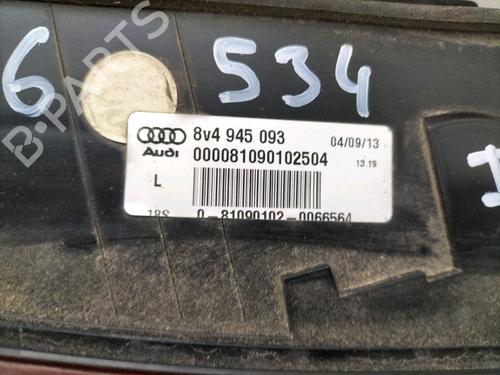 6 534
B-PARTS
8v4 945 093 04/09/13
Audi 000081090102504 13.19
L
18S 0-81090102-0066564